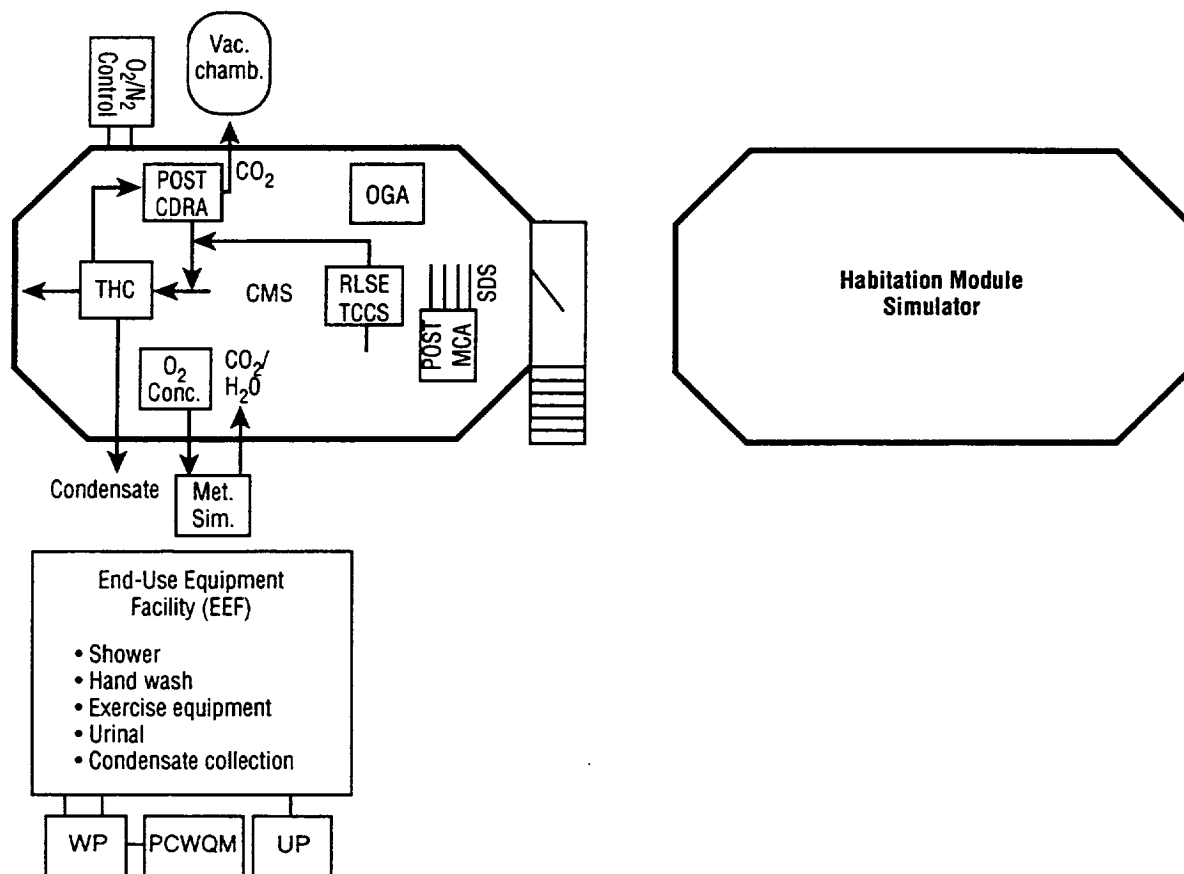 Vac.
chamb.
O₂/N₂
Control
CO₂
POST
CDRA
OGA
THC
CMS
RLSE
TCCS
SDS
POST
MCA
O₂
Conc.
CO₂/
H₂O
Condensate
Met.
Sim.
Habitation Module
Simulator
End-Use Equipment
Facility (EEF)
• Shower
• Hand wash
• Exercise equipment
• Urinal
• Condensate collection
WP
PCWQM
UP